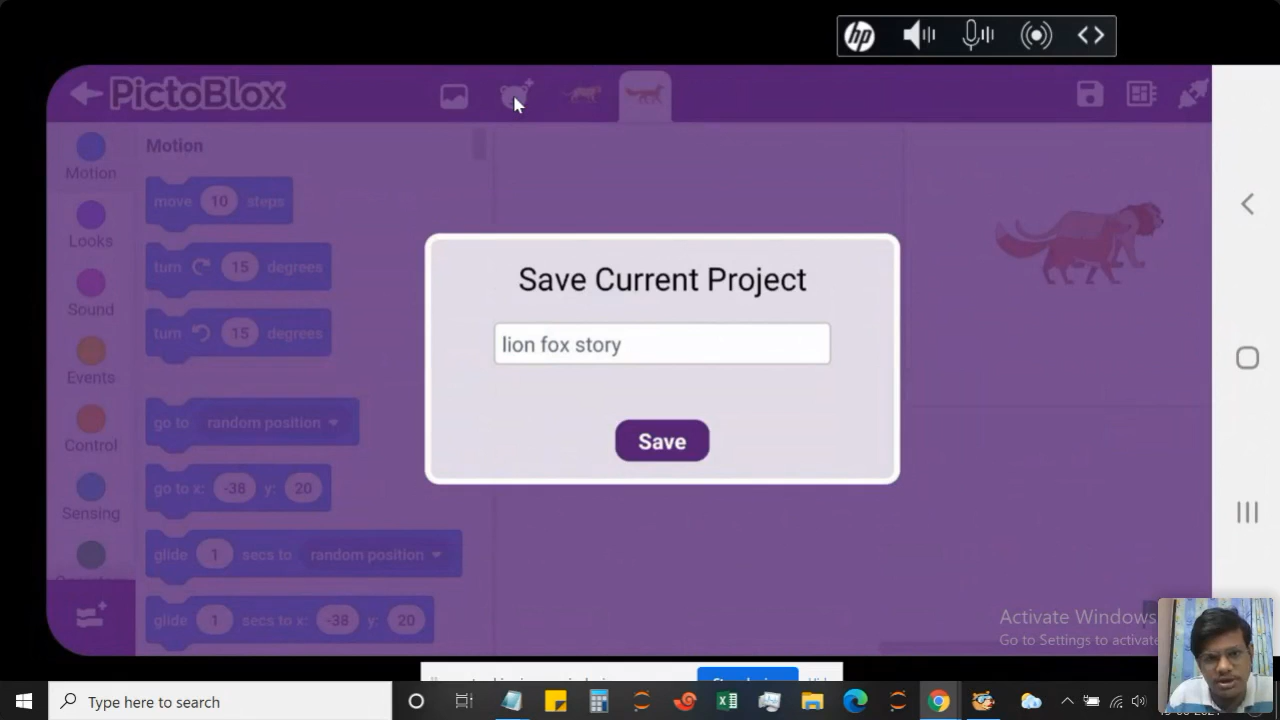 hp
PictoBlox
Motion
Looks
Sound
Events
Control
Sensing
Motion
move 10 steps
turn 15 degrees
turn 15 degrees
go to random position
go to x: -38 y: 20
glide 1 secs to random position
glide 1 secs to x: -38 y: 20
Save Current Project
lion fox story
Save
Activate Windows
Go to Settings to activate
Type here to search